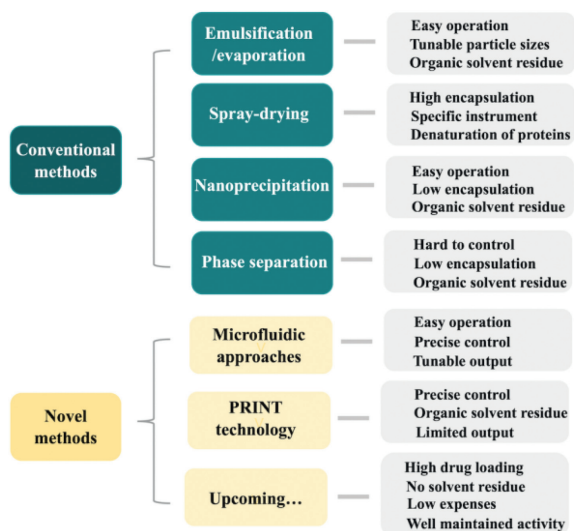 Conventional
methods
Emulsification
/evaporation
Easy operation
Tunable particle sizes
Organic solvent residue
Spray-drying
High encapsulation
Specific instrument
Denaturation of proteins
Nanoprecipitation
Easy operation
Low encapsulation
Organic solvent residue
Phase separation
Hard to control
Low encapsulation
Organic solvent residue
Novel
methods
Microfluidic
approaches
Easy operation
Precise control
Tunable output
PRINT
technology
Precise control
Organic solvent residue
Limited output
Upcoming…
High drug loading
No solvent residue
Low expenses
Well maintained activity